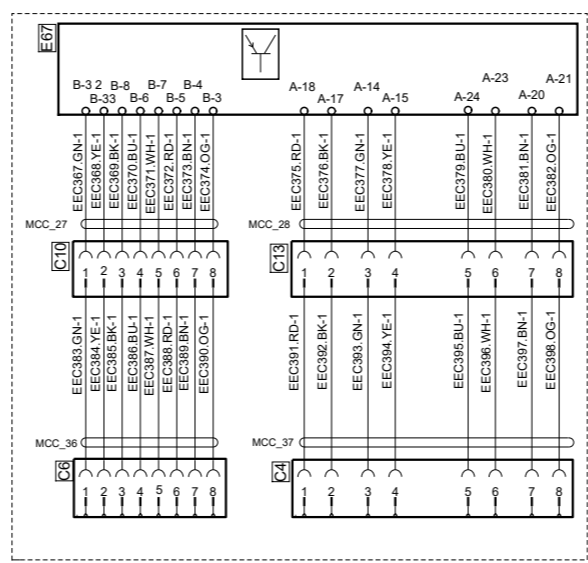 E67
B-3 2
B-33
B-8
B-6
B-7
B-5
B-4
B-3
A-18
A-17
A-14
A-15
A-24
A-23
A-20
A-21
EEC367.GN-1
EEC368.YE-1
EEC369.BK-1
EEC370.BU-1
EEC371.WH-1
EEC372.RD-1
EEC373.BN-1
EEC374.OG-1
EEC375.RD-1
EEC376.BK-1
EEC377.GN-1
EEC378.YE-1
EEC379.BU-1
EEC380.WH-1
EEC381.BN-1
EEC382.OG-1
MCC_27
MCC_28
C10
1 2 3 4 5 6 7 8
C13
1 2 3 4 5 6 7 8
EEC383.GN-1
EEC384.YE-1
EEC385.BK-1
EEC386.BU-1
EEC387.WH-1
EEC388.RD-1
EEC389.BN-1
EEC390.OG-1
EEC391.RD-1
EEC392.BK-1
EEC393.GN-1
EEC394.YE-1
EEC395.BU-1
EEC396.WH-1
EEC397.BN-1
EEC398.OG-1
MCC_36
MCC_37
C6
1 2 3 4 5 6 7 8
C4
1 2 3 4 5 6 7 8